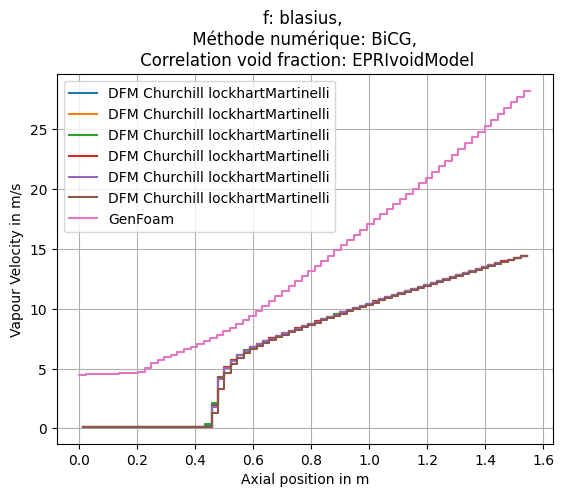 f: blasius,
Méthode numérique: BiCG,
Correlation void fraction: EPRIvoidModel
DFM Churchill lockhartMartinelli
DFM Churchill lockhartMartinelli
DFM Churchill lockhartMartinelli
DFM Churchill lockhartMartinelli
DFM Churchill lockhartMartinelli
DFM Churchill lockhartMartinelli
GenFoam
Vapour Velocity in m/s
25
20
15
10
5
0
0.0 0.2 0.4 0.6 0.8 1.0 1.2 1.4 1.6
Axial position in m